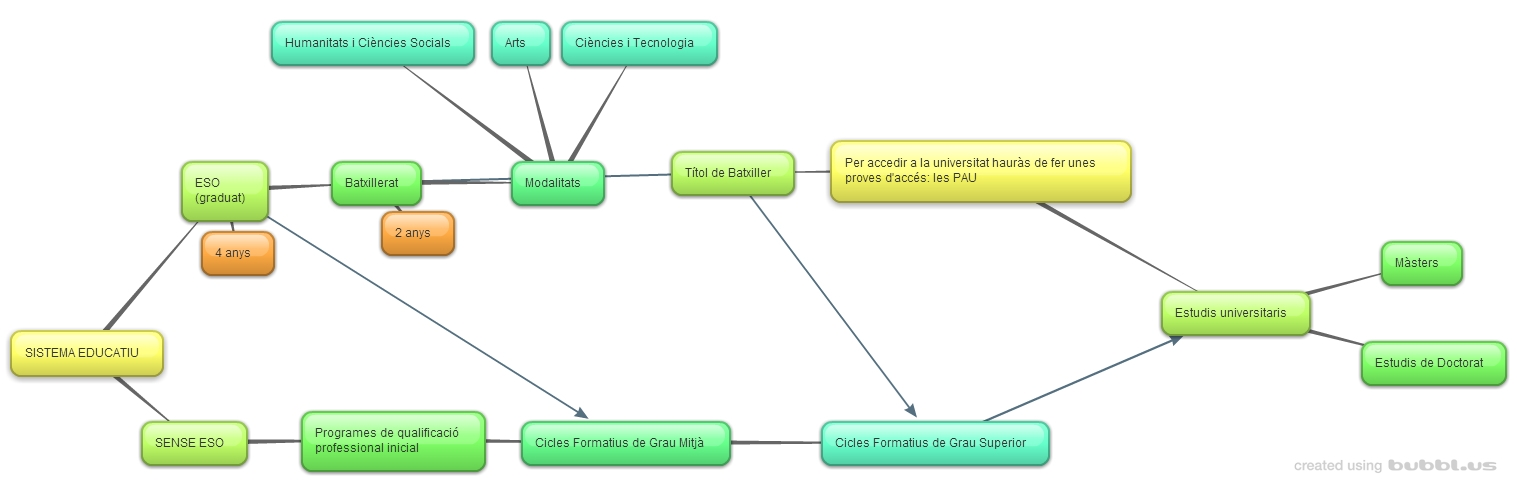 Humanitats i Ciències Socials
Arts
Ciències i Tecnologia
ESO
(graduat)
Batxillerat
Modalitats
Títol de Batxiller
Per accedir a la universitat hauràs de fer unes
proves d'accés: les PAU
4 anys
2 anys
Màsters
Estudis universitaris
SISTEMA EDUCATIU
Estudis de Doctorat
SENSE ESO
Programes de qualificació
professional inicial
Cicles Formatius de Grau Mitjà
Cicles Formatius de Grau Superior
created using bubbl.us